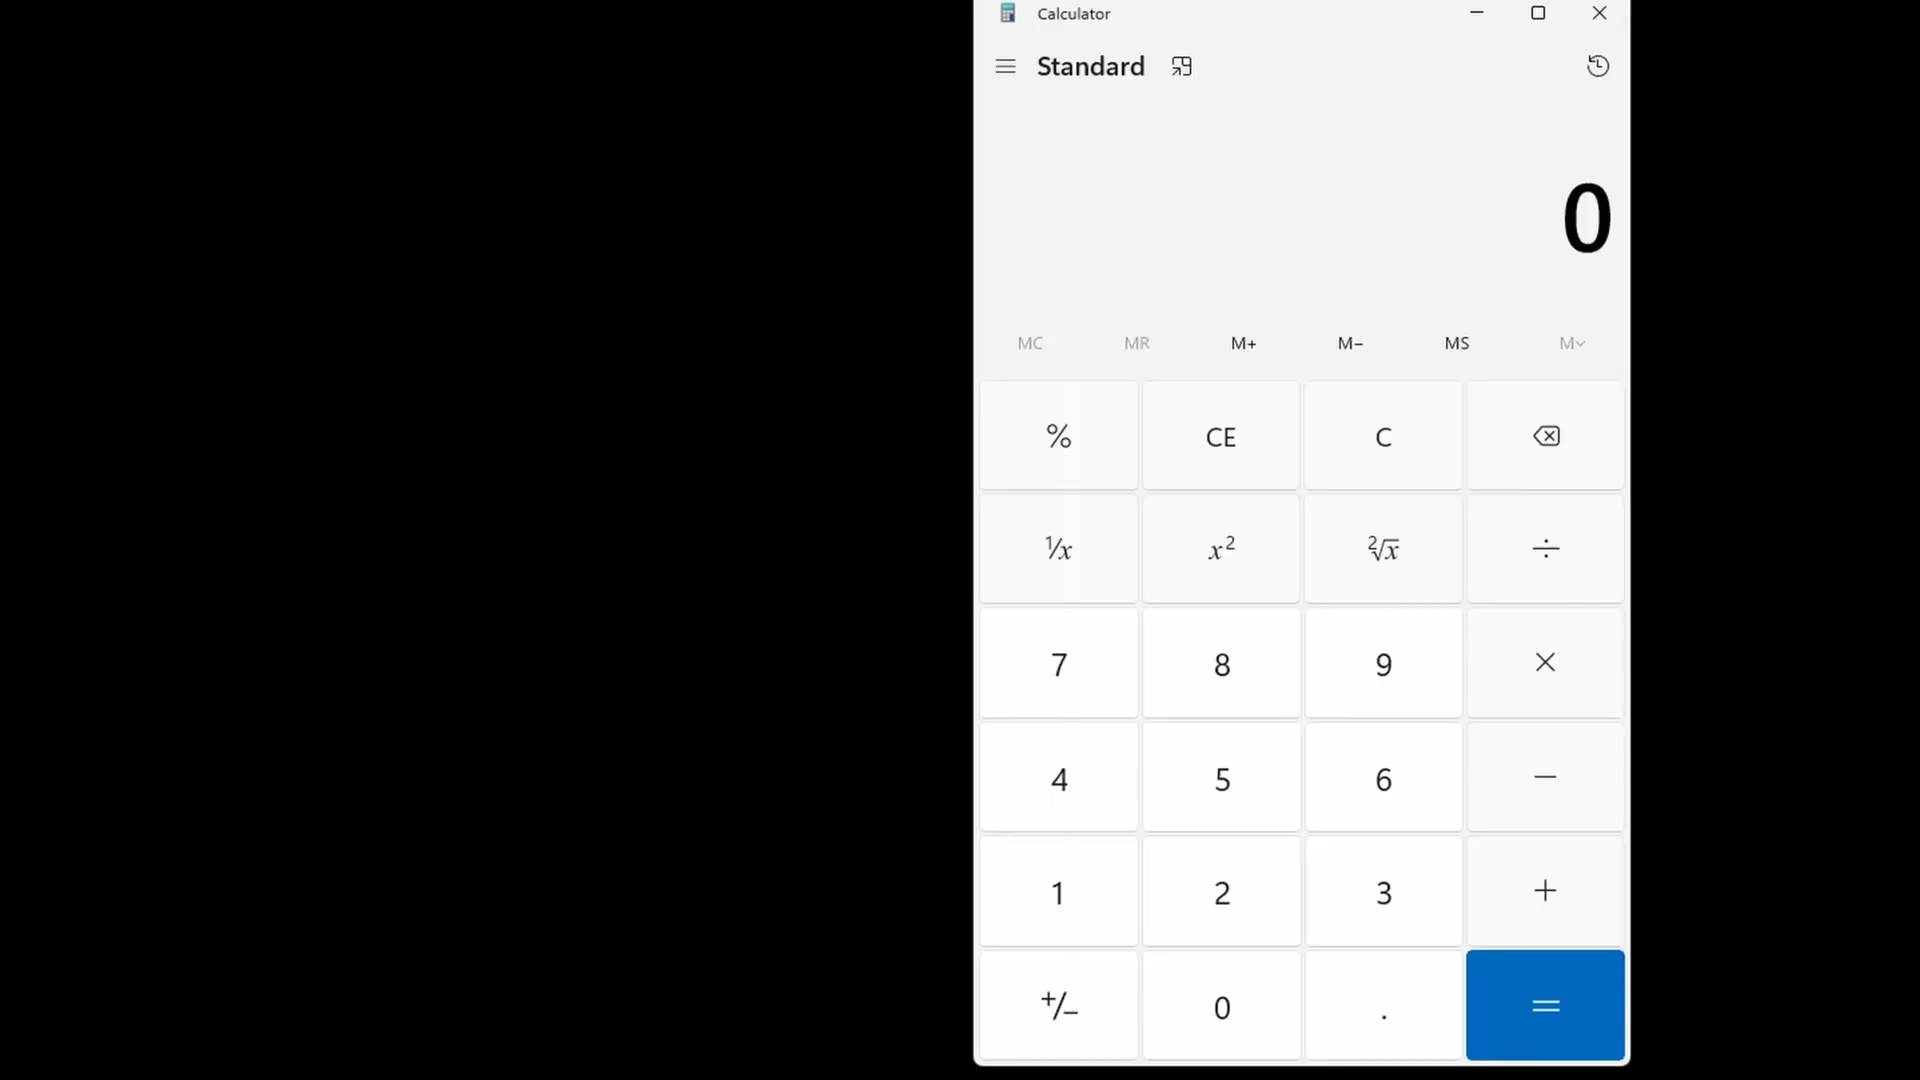 Calculator
Standard
0
MC MR M+ M− MS M
% CE C
¹/x x² ²√x ÷
7 8 9 ×
4 5 6 −
1 2 3 +
+/− 0 . =